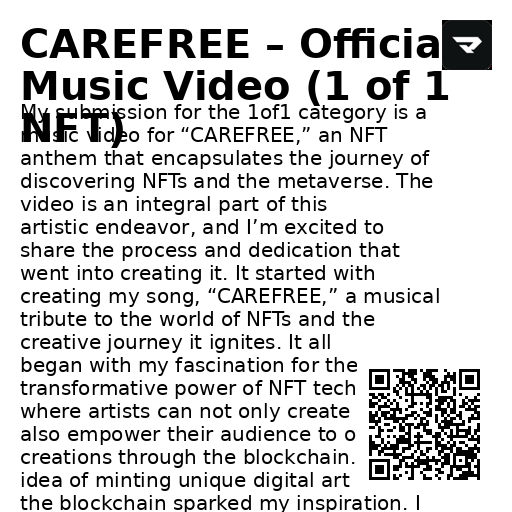 CAREFREE – Officia
Music Video (1 of 1
NFT)
My submission for the 1of1 category is a
music video for “CAREFREE,” an NFT
anthem that encapsulates the journey of
discovering NFTs and the metaverse. The
video is an integral part of this
artistic endeavor, and I’m excited to
share the process and dedication that
went into creating it. It started with
creating my song, “CAREFREE,” a musical
tribute to the world of NFTs and the
creative journey it ignites. It all
began with my fascination for the
transformative power of NFT tech
where artists can not only create
also empower their audience to o
creations through the blockchain.
idea of minting unique digital art
the blockchain sparked my inspiration. I